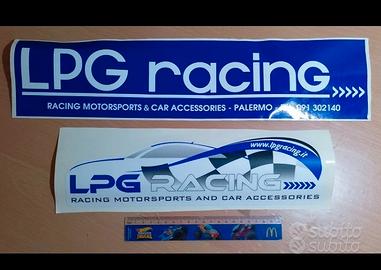 LPG racing
RACING MOTORSPORTS & CAR ACCESSORIES - PALERMO - 091 302140
www.lpgracing.it
LPG RACING
RACING MOTORSPORTS AND CAR ACCESSORIES
subito
subito